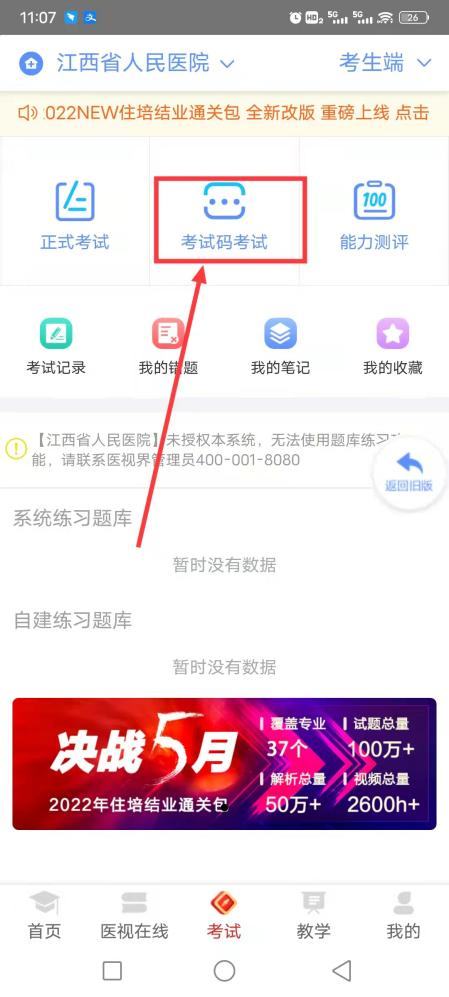 11:07
HD 2 5G 5G 26
江西省人民医院
考生端
022NEW住培结业通关包 全新改版 重磅上线 点击
正式考试
考试码考试
100
能力测评
考试记录
我的错题
我的笔记
我的收藏
【江西省人民医院】未授权本系统，无法使用题库练习功
能，请联系医视界管理员400-001-8080
返回旧版
系统练习题库
暂时没有数据
自建练习题库
暂时没有数据
决战5月
2022年住培结业通关包
覆盖专业
37个
试题总量
100万+
解析总量
50万+
视频总量
2600h+
首页
医视在线
考试
教学
我的